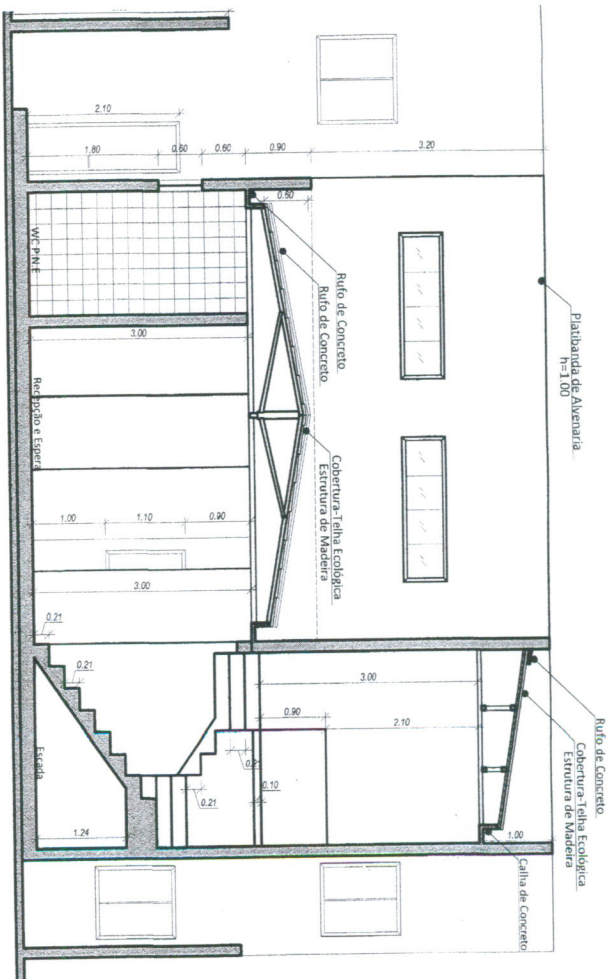 Platibanda de Alvenaria
h=1.00
Rufo de Concreto
Cobertura-Telha Ecológica
Estrutura de Madeira
1.00
Calha de Concreto
3.20
0.90
0.60
0.60
1.80
2.10
0.60
Rufo de Concreto
Rufo de Concreto
Cobertura-Telha Ecológica
Estrutura de Madeira
3.00
2.10
0.90
0.10
0.21
0.21
WC P.N.E
3.00
Recepção e Espera
1.00
1.10
0.90
3.00
0.21
0.21
Escada
1.24